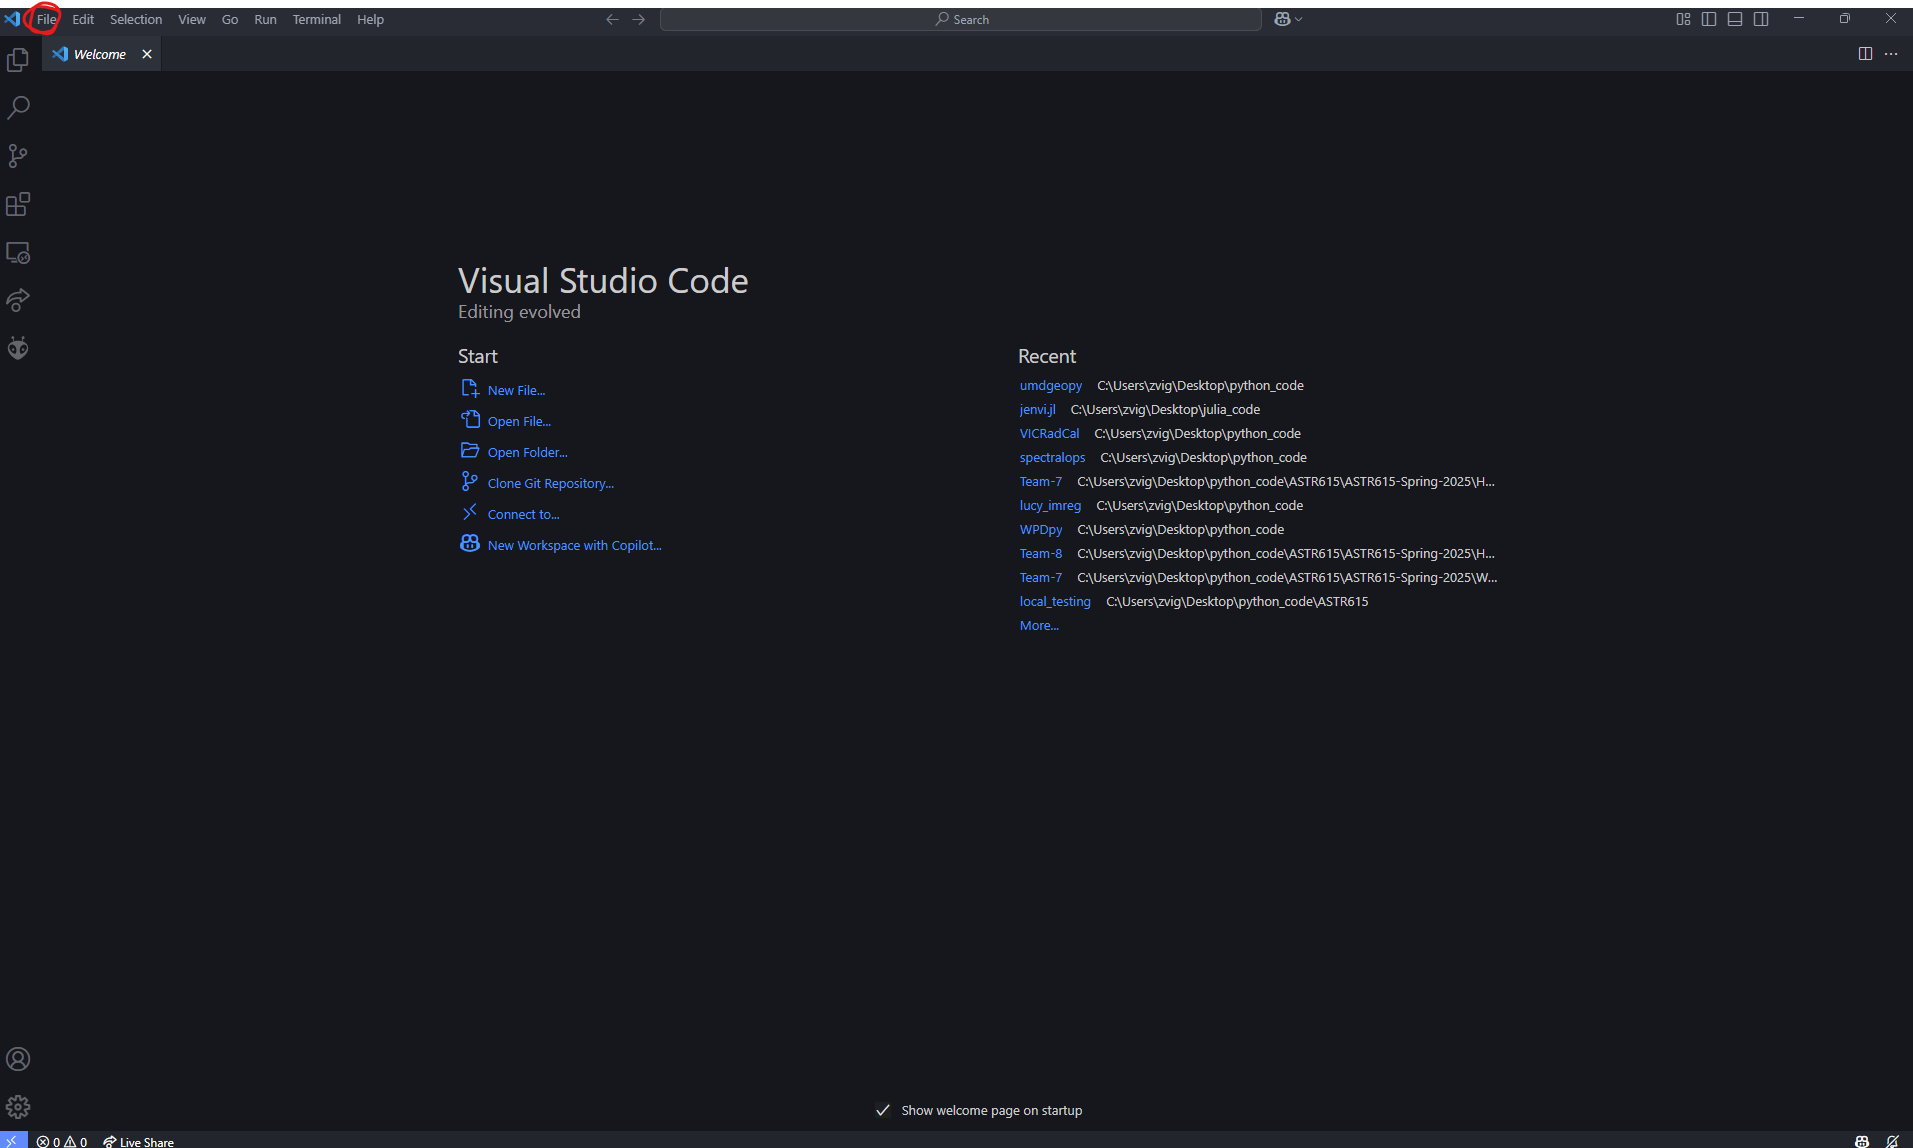 File Edit Selection View Go Run Terminal Help Search
Welcome
Visual Studio Code
Editing evolved
Start
New File...
Open File...
Open Folder...
Clone Git Repository...
Connect to...
New Workspace with Copilot...
Recent
umdgeopy C:\Users\zvig\Desktop\python_code
jenvi.jl C:\Users\zvig\Desktop\julia_code
VICRadCal C:\Users\zvig\Desktop\python_code
spectralops C:\Users\zvig\Desktop\python_code
Team-7 C:\Users\zvig\Desktop\python_code\ASTR615\ASTR615-Spring-2025\H...
lucy_imreg C:\Users\zvig\Desktop\python_code
WPDpy C:\Users\zvig\Desktop\python_code
Team-8 C:\Users\zvig\Desktop\python_code\ASTR615\ASTR615-Spring-2025\H...
Team-7 C:\Users\zvig\Desktop\python_code\ASTR615\ASTR615-Spring-2025\W...
local_testing C:\Users\zvig\Desktop\python_code\ASTR615
More...
Show welcome page on startup
0 0 Live Share